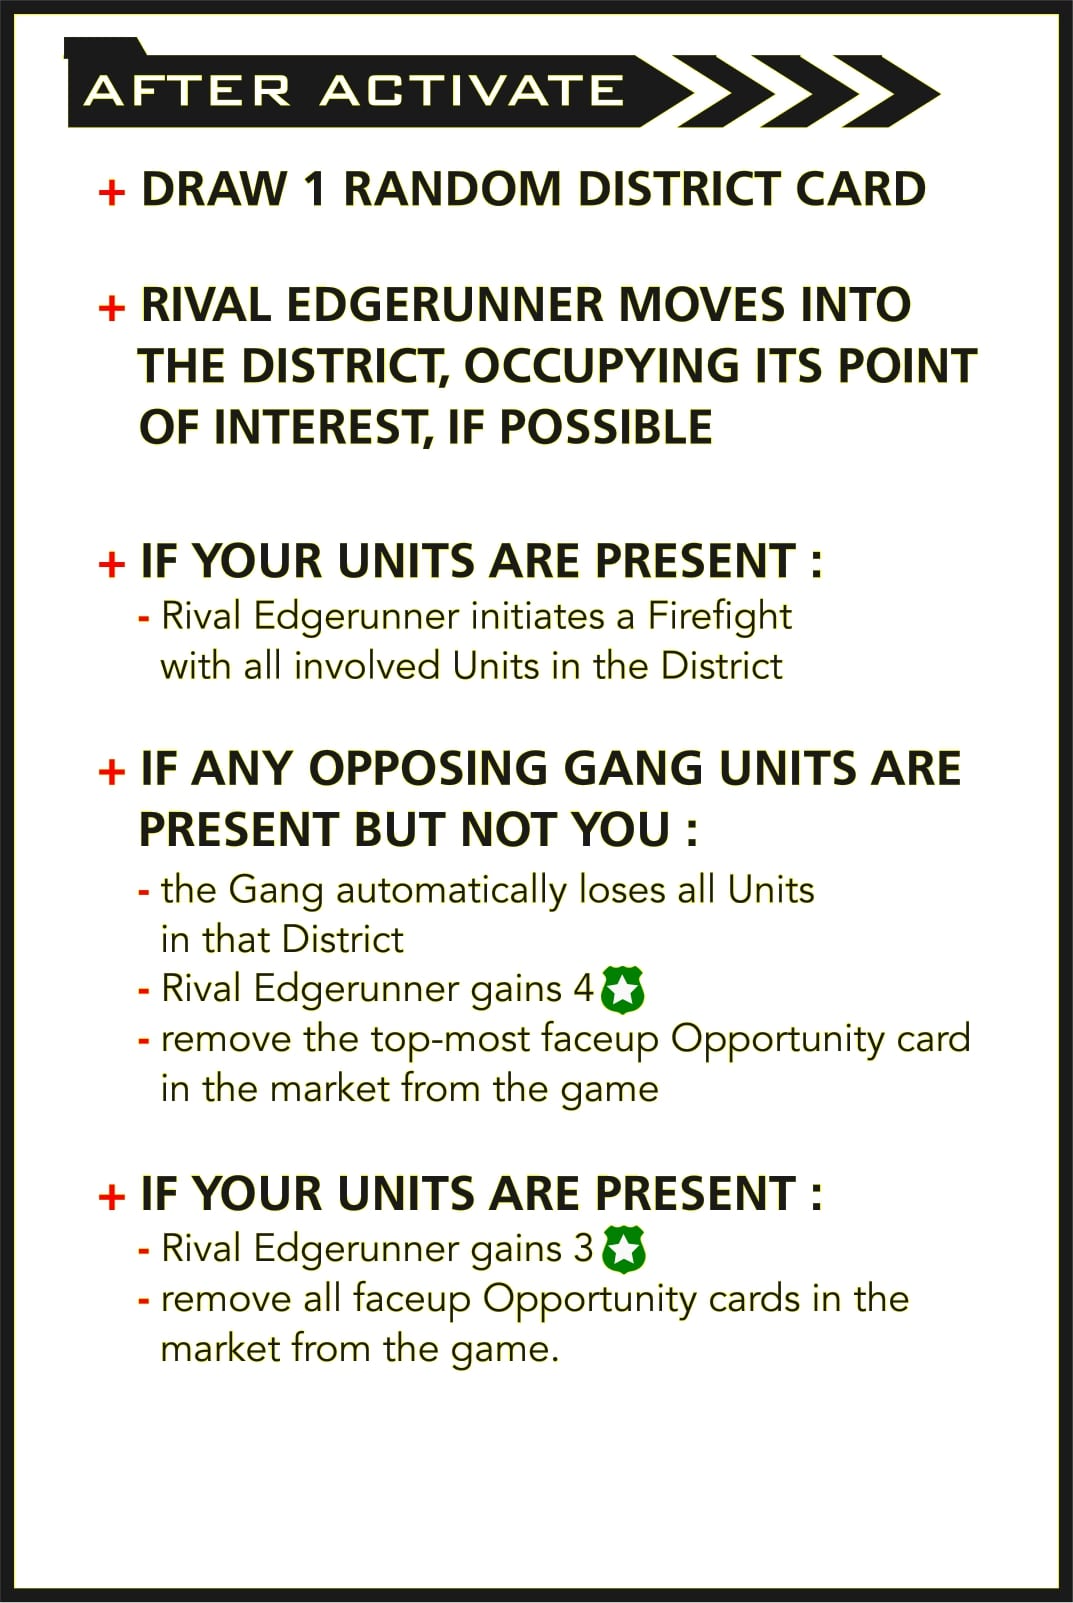 AFTER ACTIVATE
+ DRAW 1 RANDOM DISTRICT CARD
+ RIVAL EDGERUNNER MOVES INTO
THE DISTRICT, OCCUPYING ITS POINT
OF INTEREST, IF POSSIBLE
+ IF YOUR UNITS ARE PRESENT :
- Rival Edgerunner initiates a Firefight
with all involved Units in the District
+ IF ANY OPPOSING GANG UNITS ARE
PRESENT BUT NOT YOU :
- the Gang automatically loses all Units
in that District
- Rival Edgerunner gains 4
- remove the top-most faceup Opportunity card
in the market from the game
+ IF YOUR UNITS ARE PRESENT :
- Rival Edgerunner gains 3
- remove all faceup Opportunity cards in the
market from the game.